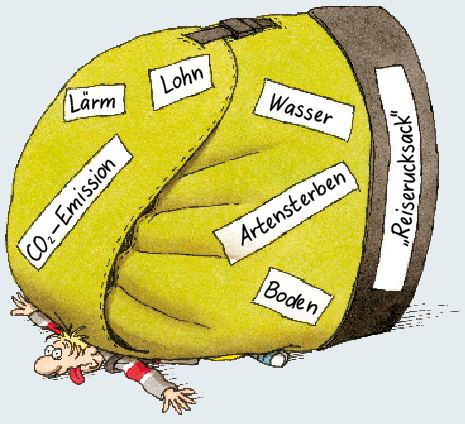 Lärm
Lohn
Wasser
CO₂-Emission
Artensterben
Boden
„Reiserucksack“